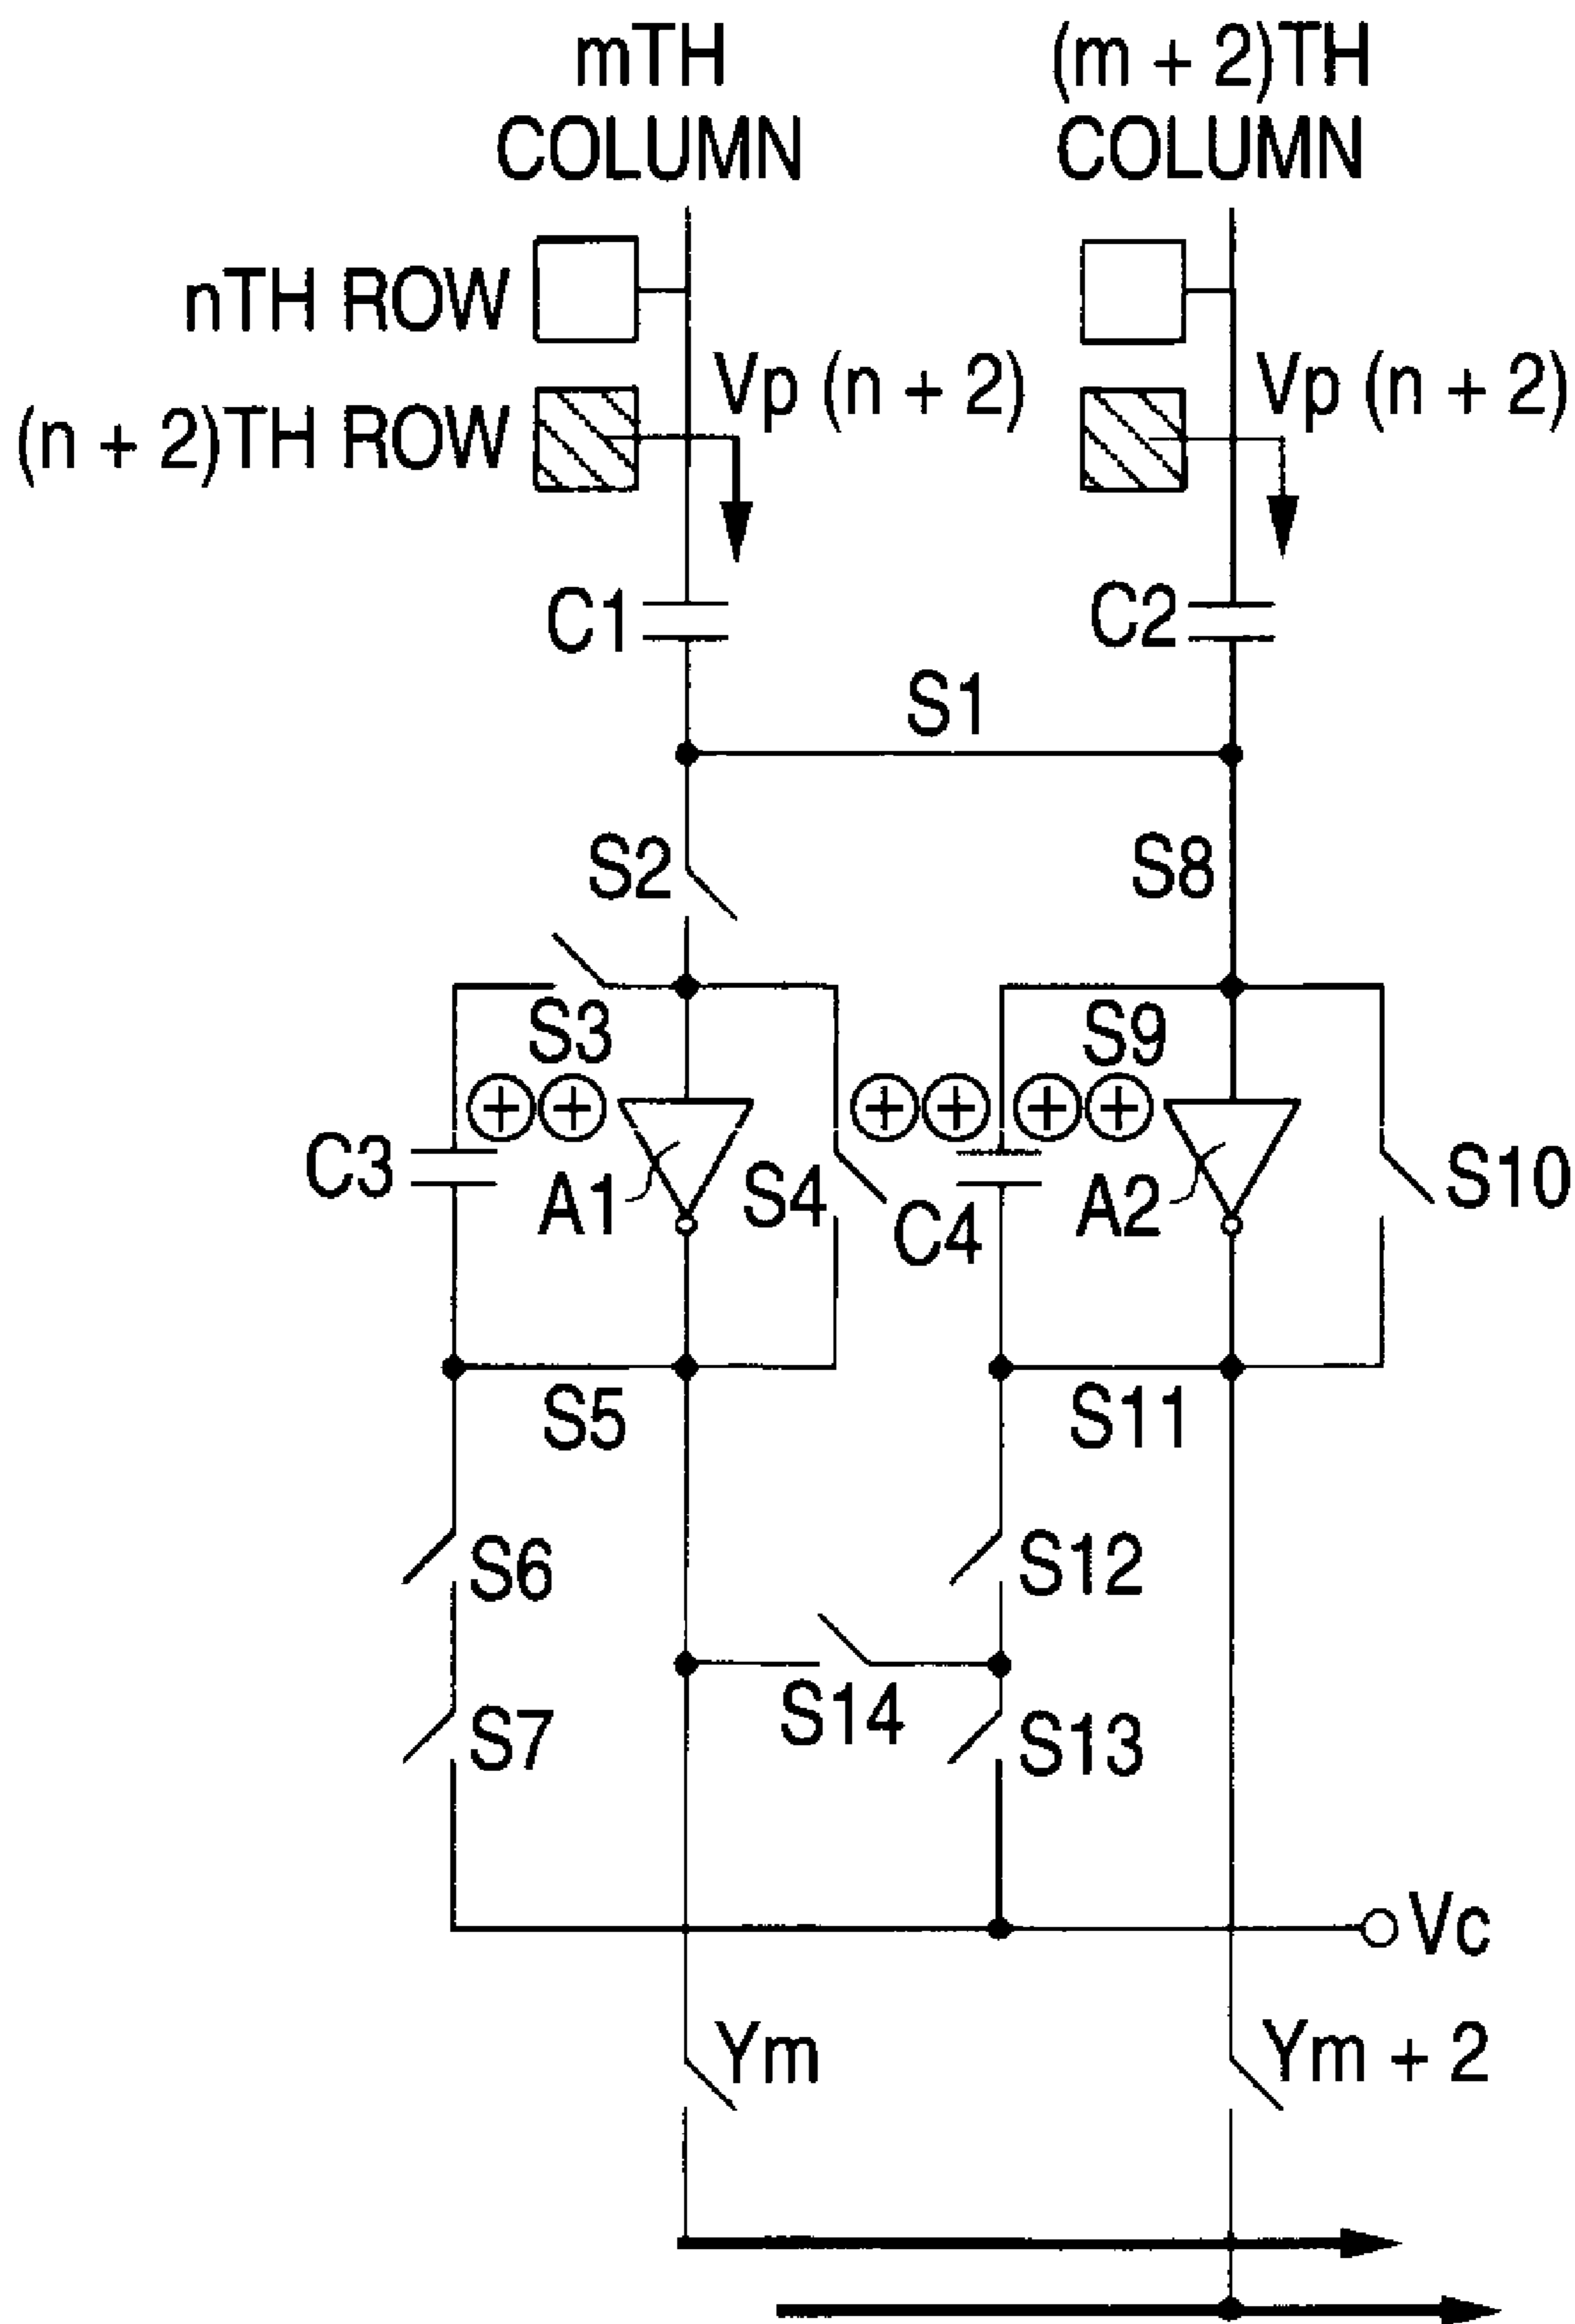 mTH
COLUMN
(m + 2)TH
COLUMN
nTH ROW
Vp (n + 2)
Vp (n + 2)
(n + 2)TH ROW
C1
C2
S1
S2
S8
S3
S9
C3
A1
S4
C4
A2
S10
S5
S11
S6
S12
S14
S7
S13
Vc
Ym
Ym + 2